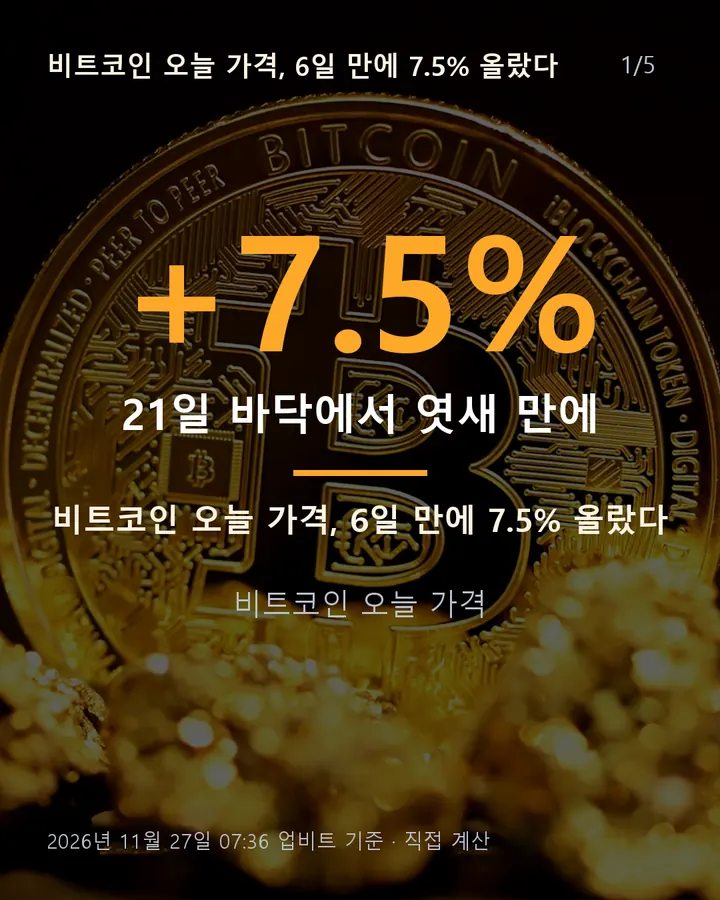 비트코인 오늘 가격, 6일 만에 7.5% 올랐다
1/5
BITCOIN
DECENTRALIZED · PEER TO PEER
BLOCKCHAIN TOKEN · DIGITAL
+7.5%
21일 바닥에서 엿새 만에
비트코인 오늘 가격, 6일 만에 7.5% 올랐다
비트코인 오늘 가격
DIGITAL
2026년 11월 27일 07:36 업비트 기준 · 직접 계산